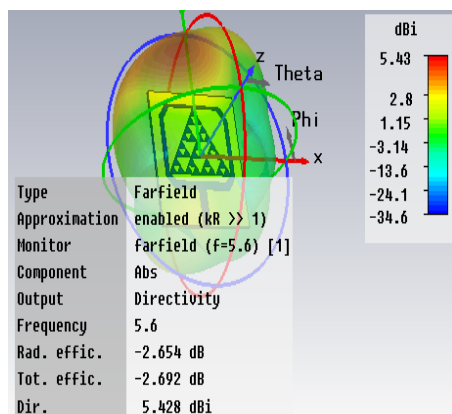 dBi
5.43
2.8
1.15
-3.14
-13.6
-24.1
-34.6
z
Theta
Phi
x
Type Farfield
Approximation enabled (kR >> 1)
Monitor farfield (f=5.6) [1]
Component Abs
Output Directivity
Frequency 5.6
Rad. effic. -2.654 dB
Tot. effic. -2.692 dB
Dir. 5.428 dBi